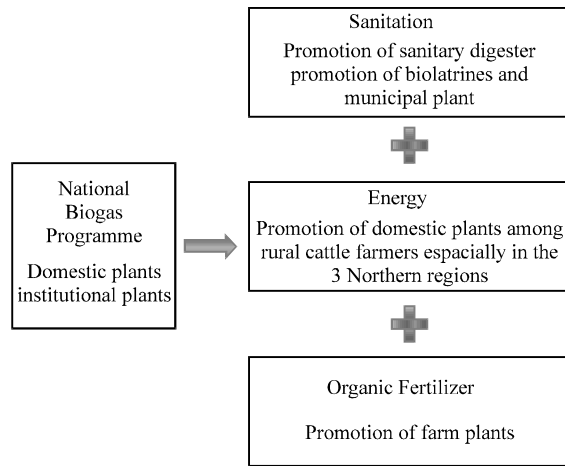 Sanitation
Promotion of sanitary digester
promotion of biolatrines and
municipal plant
National
Biogas
Programme
Domestic plants
institutional plants
Energy
Promotion of domestic plants among
rural cattle farmers espacially in the
3 Northern regions
Organic Fertilizer
Promotion of farm plants